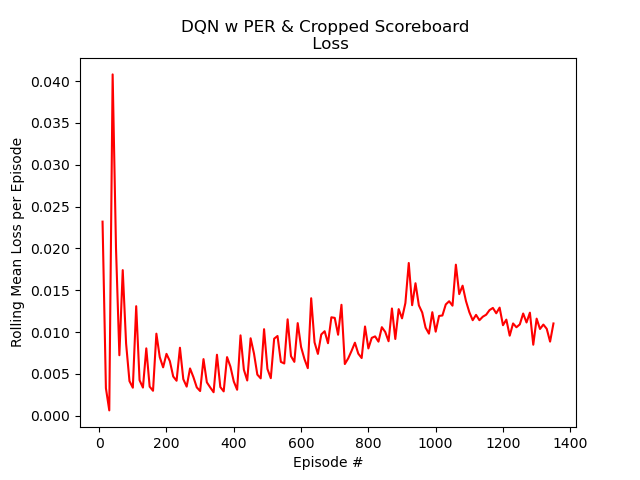 DQN w PER & Cropped Scoreboard
Loss
Rolling Mean Loss per Episode
0.040
0.035
0.030
0.025
0.020
0.015
0.010
0.005
0.000
0 200 400 600 800 1000 1200 1400
Episode #